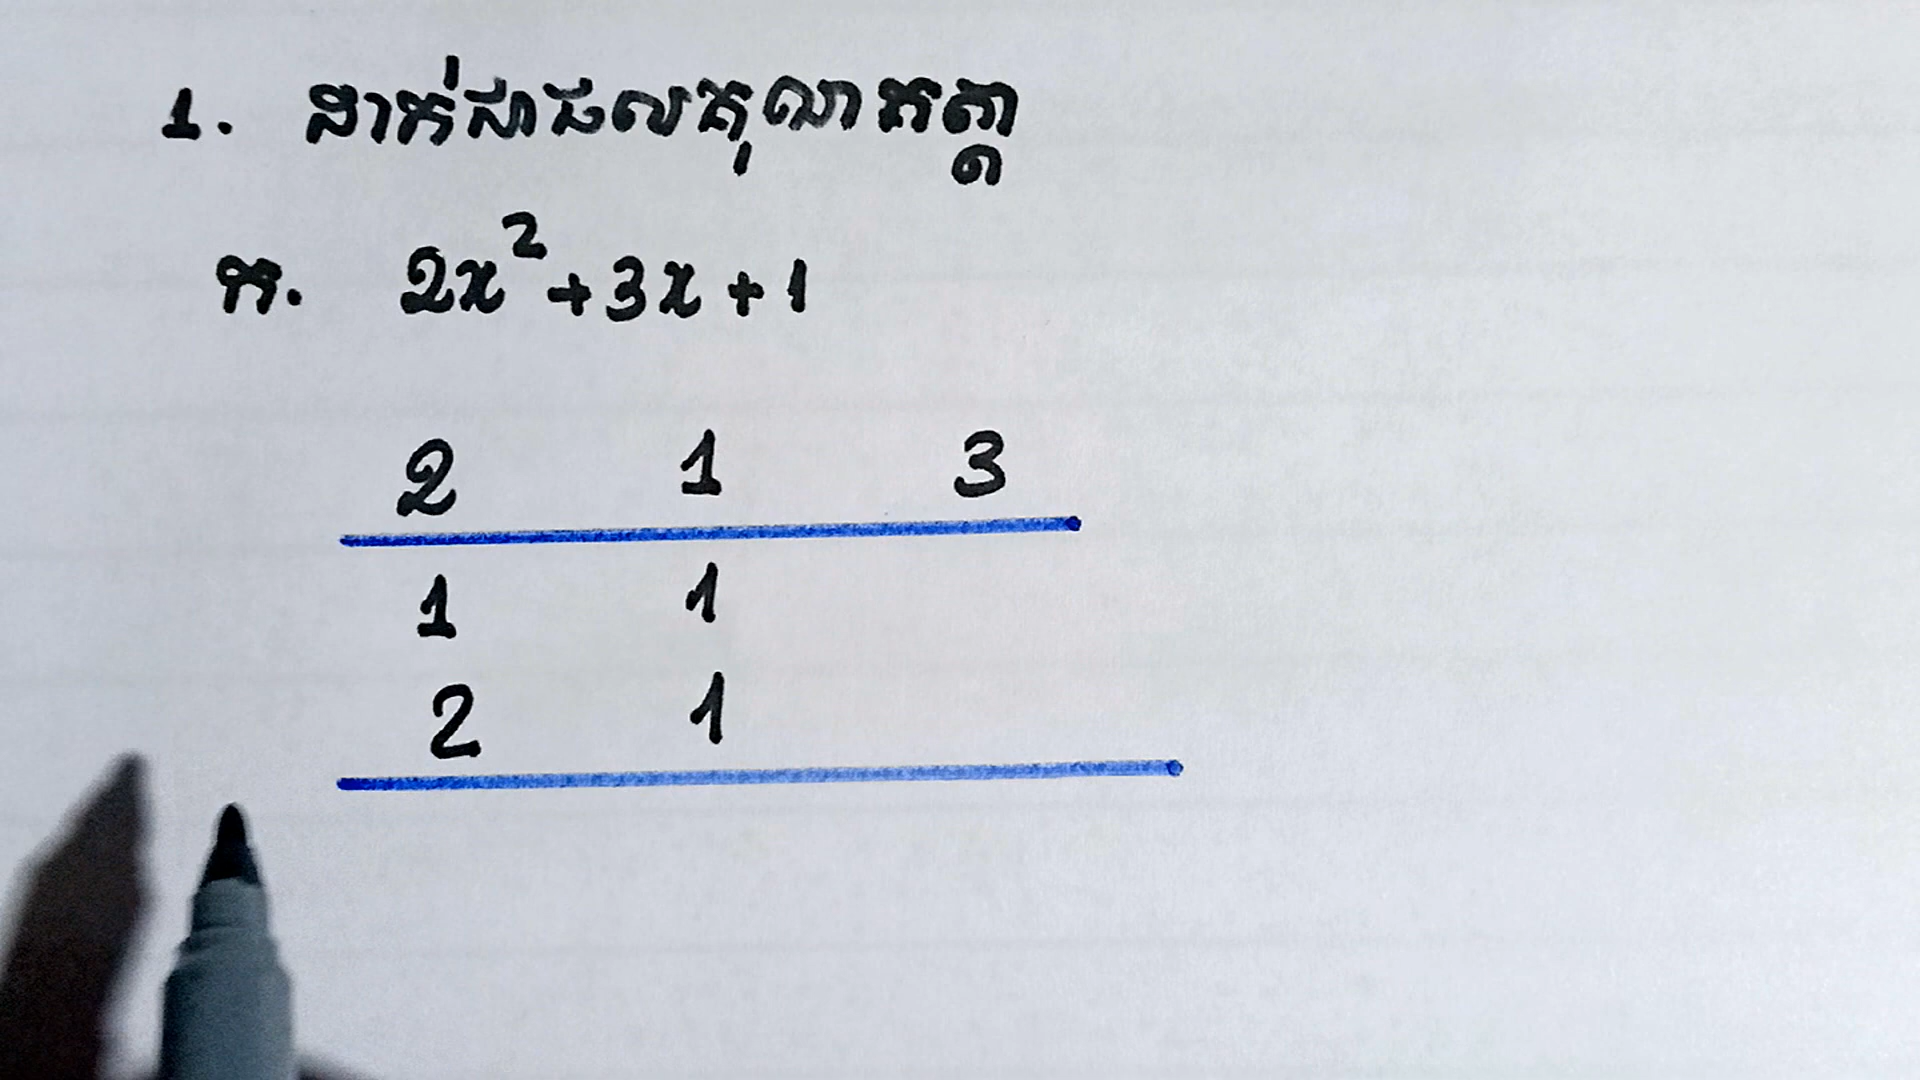 1. ដាក់ជាផលគុណកត្តា
ក. 2x² + 3x + 1
2 1 3
1 1
2 1